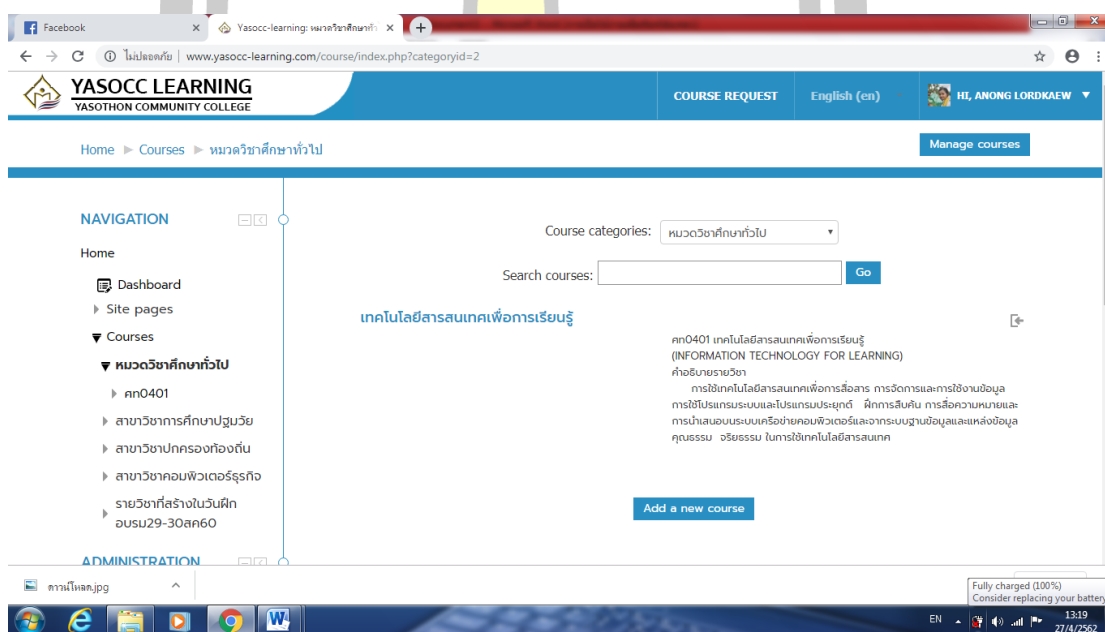 Facebook
Yasocc-learning: หมวดวิชาศึกษาทั่ว
ไม่ปลอดภัย | www.yasocc-learning.com/course/index.php?categoryid=2
YASOCC LEARNING
YASOTHON COMMUNITY COLLEGE
COURSE REQUEST
English (en)
HI, ANONG LORDKAEW
Home
Courses
หมวดวิชาศึกษาทั่วไป
Manage courses
NAVIGATION
Home
Dashboard
Site pages
Courses
หมวดวิชาศึกษาทั่วไป
ศท0401
สาขาวิชาการศึกษาปฐมวัย
สาขาวิชาปกครองท้องถิ่น
สาขาวิชาคอมพิวเตอร์ธุรกิจ
รายวิชาที่สร้างในวันฝึก
อบรม29-30สค60
ADMINISTRATION
Course categories:
หมวดวิชาศึกษาทั่วไป
Search courses:
Go
เทคโนโลยีสารสนเทศเพื่อการเรียนรู้
ศท0401 เทคโนโลยีสารสนเทศเพื่อการเรียนรู้
(INFORMATION TECHNOLOGY FOR LEARNING)
คำอธิบายรายวิชา
การใช้เทคโนโลยีสารสนเทศเพื่อการสื่อสาร การจัดการและการใช้งานข้อมูล
การใช้โปรแกรมระบบและโปรแกรมประยุกต์ ฝึกการสืบค้น การสื่อความหมายและ
การนำเสนอบนระบบเครือข่ายคอมพิวเตอร์และจากระบบฐานข้อมูลและแหล่งข้อมูล
คุณธรรม จริยธรรม ในการใช้เทคโนโลยีสารสนเทศ
Add a new course
ดาวน์โหลด.jpg
Fully charged (100%)
Consider replacing your battery
EN
13:19
27/4/2562